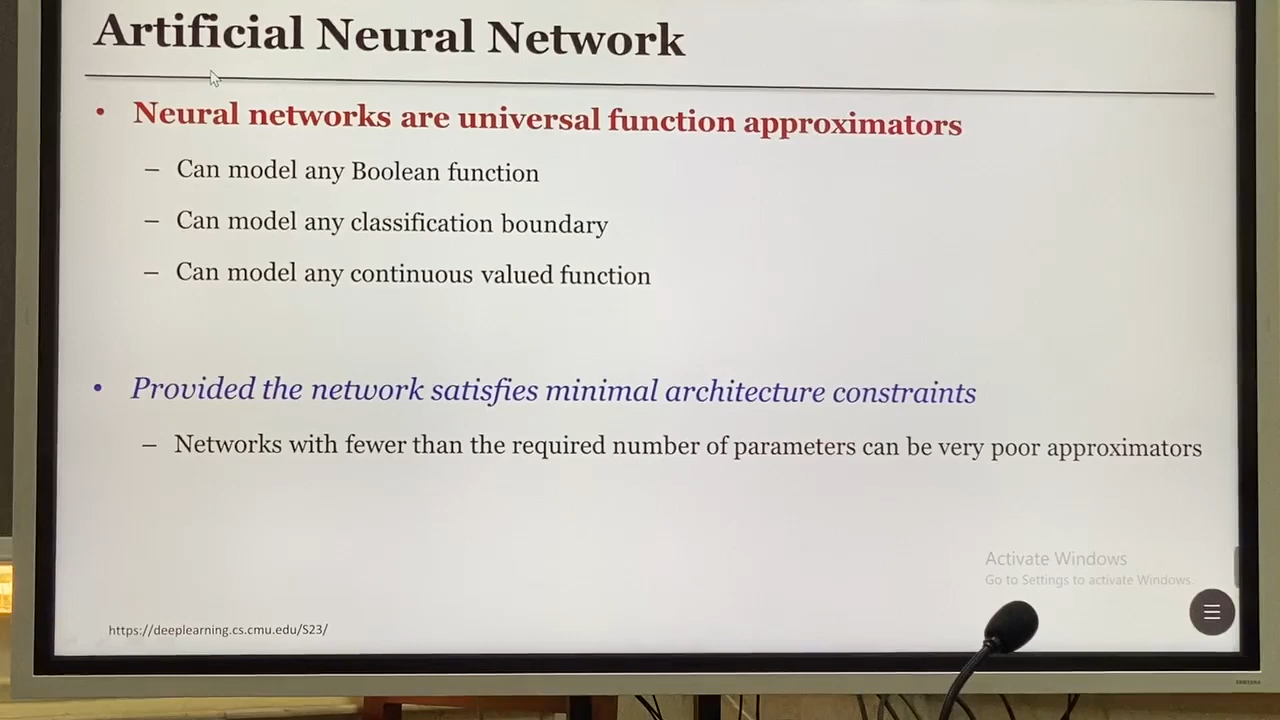 Artificial Neural Network
• Neural networks are universal function approximators
– Can model any Boolean function
– Can model any classification boundary
– Can model any continuous valued function
• Provided the network satisfies minimal architecture constraints
– Networks with fewer than the required number of parameters can be very poor approximators
Activate Windows
Go to Settings to activate Windows.
https://deeplearning.cs.cmu.edu/S23/